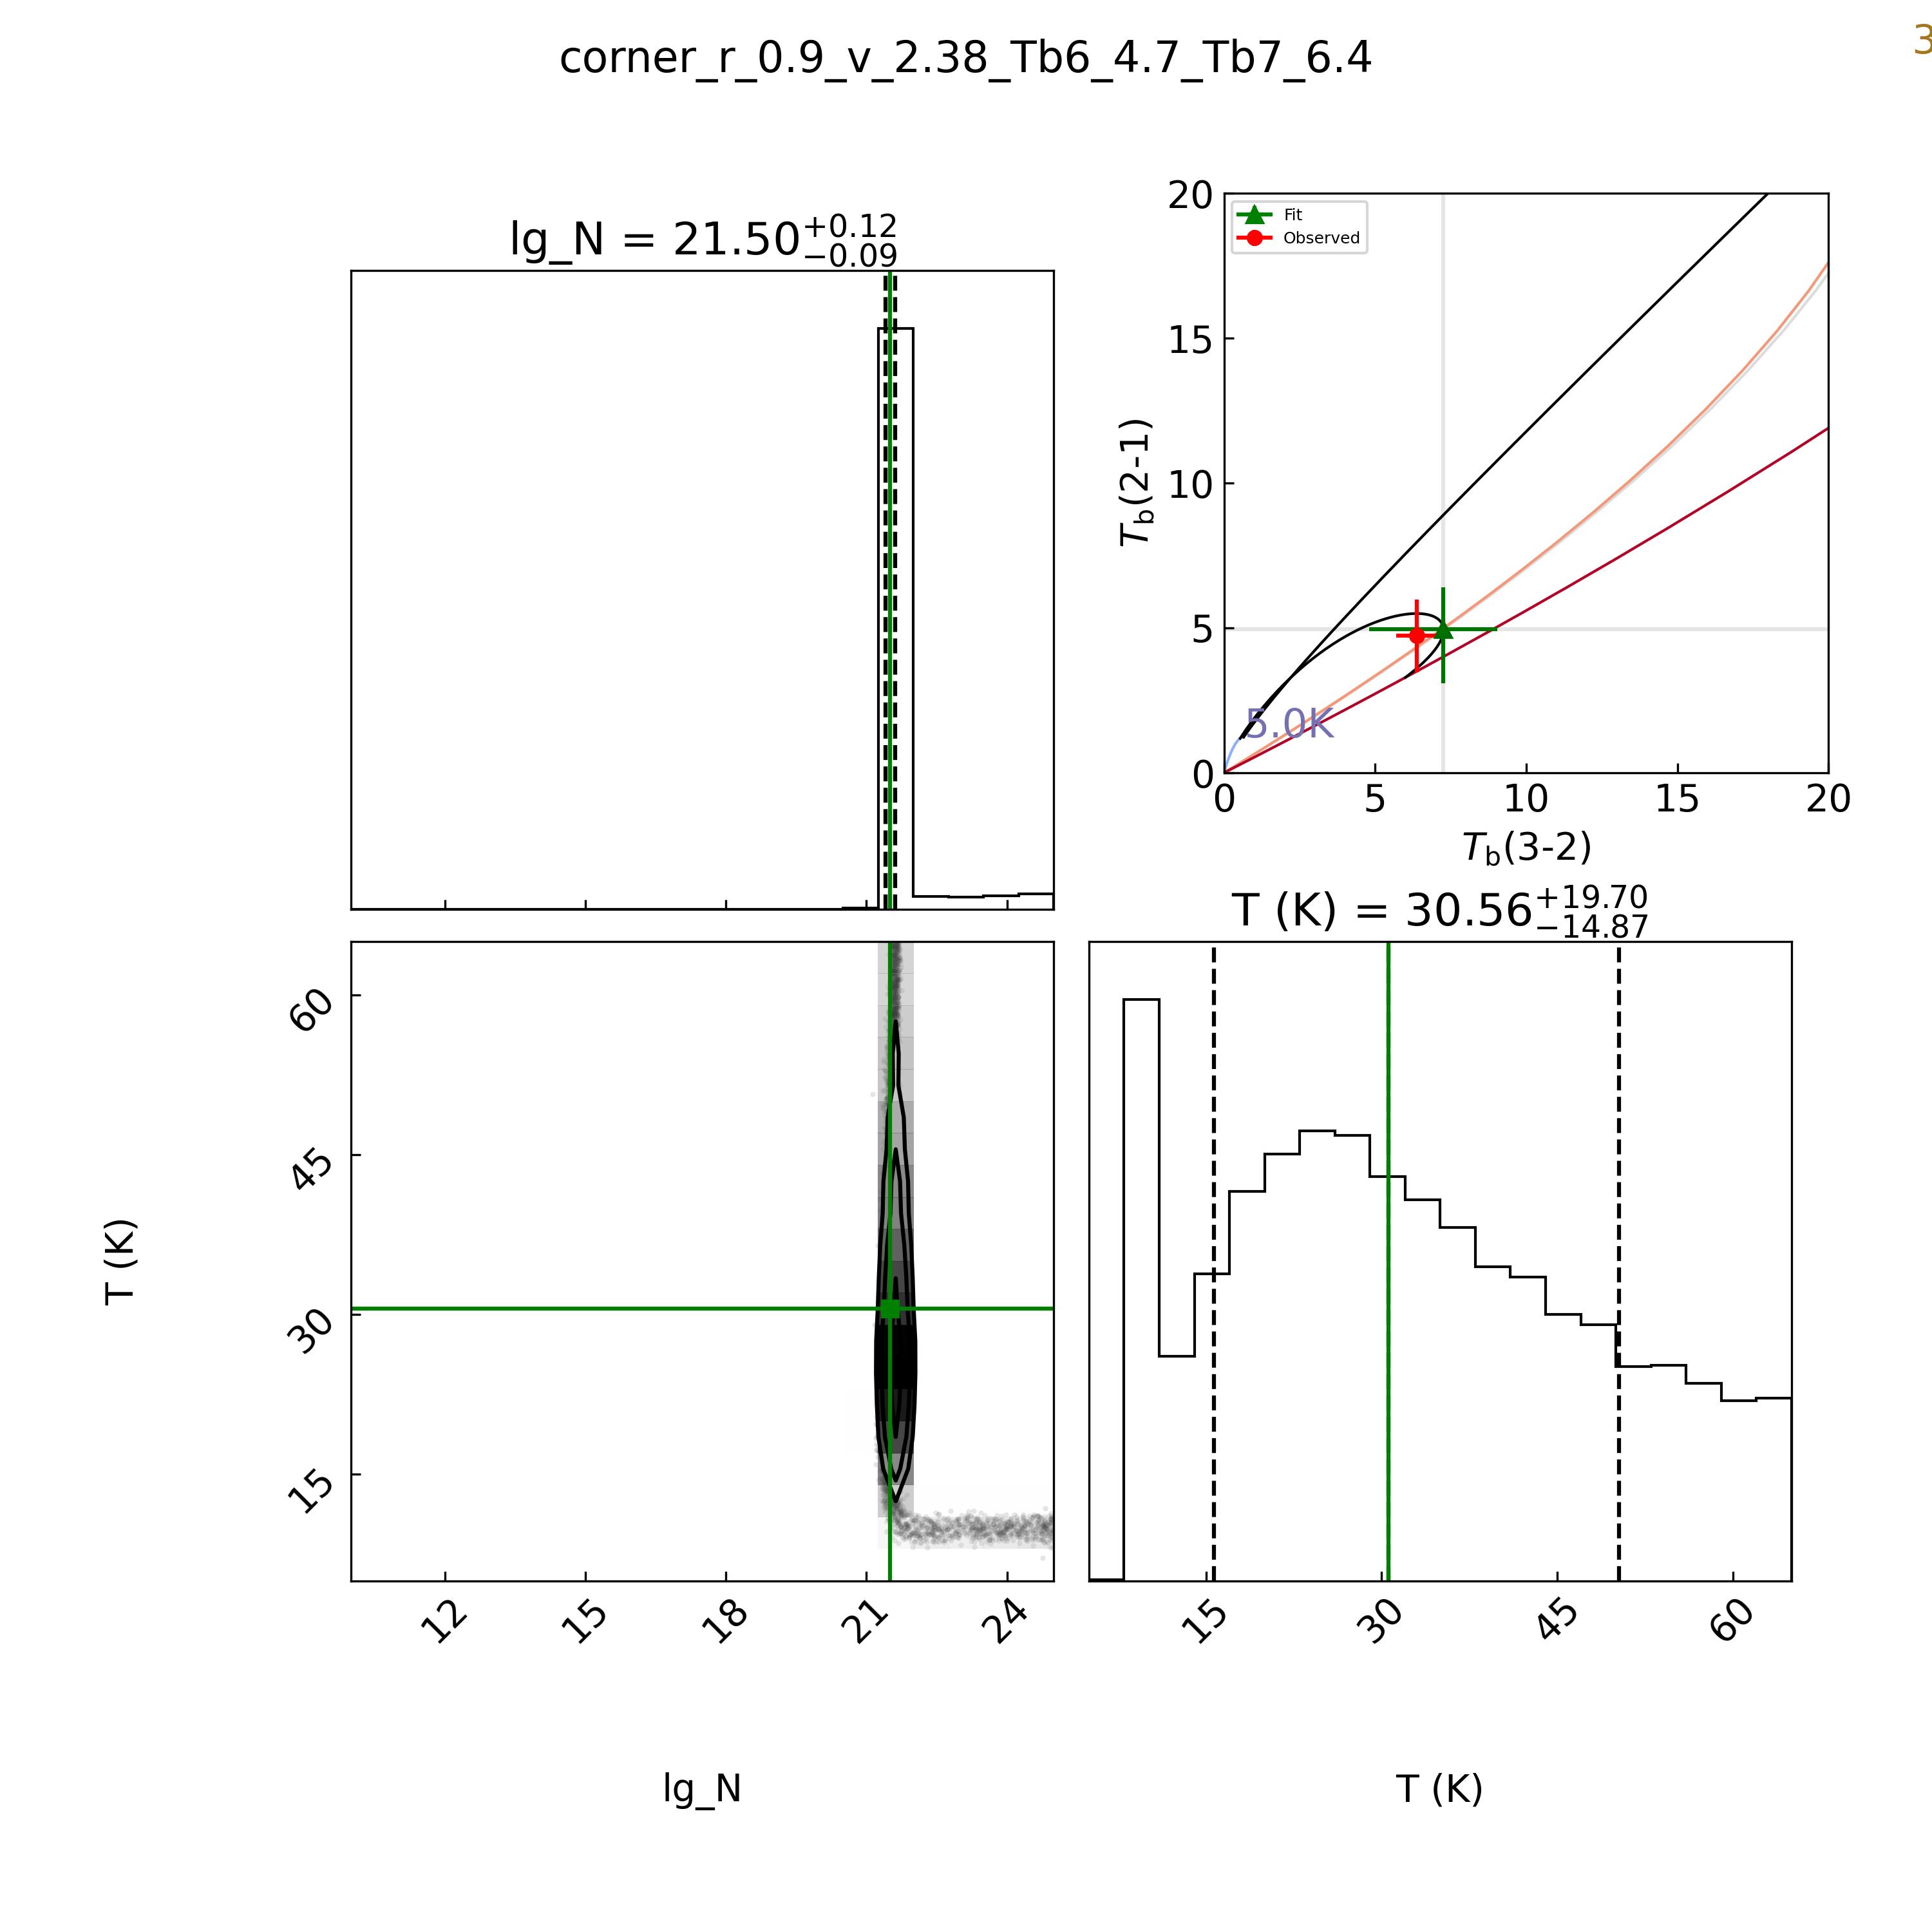 corner_r_0.9_v_2.38_Tb6_4.7_Tb7_6.4
3
lg_N = 21.50+0.12−0.09
20
15
10
5
0
Fit
Observed
5.0K
Tb(2-1)
0 5 10 15 20
Tb(3-2)
T (K) = 30.56+19.70−14.87
60
45
30
15
T (K)
12 15 18 21 24
15 30 45 60
lg_N
T (K)